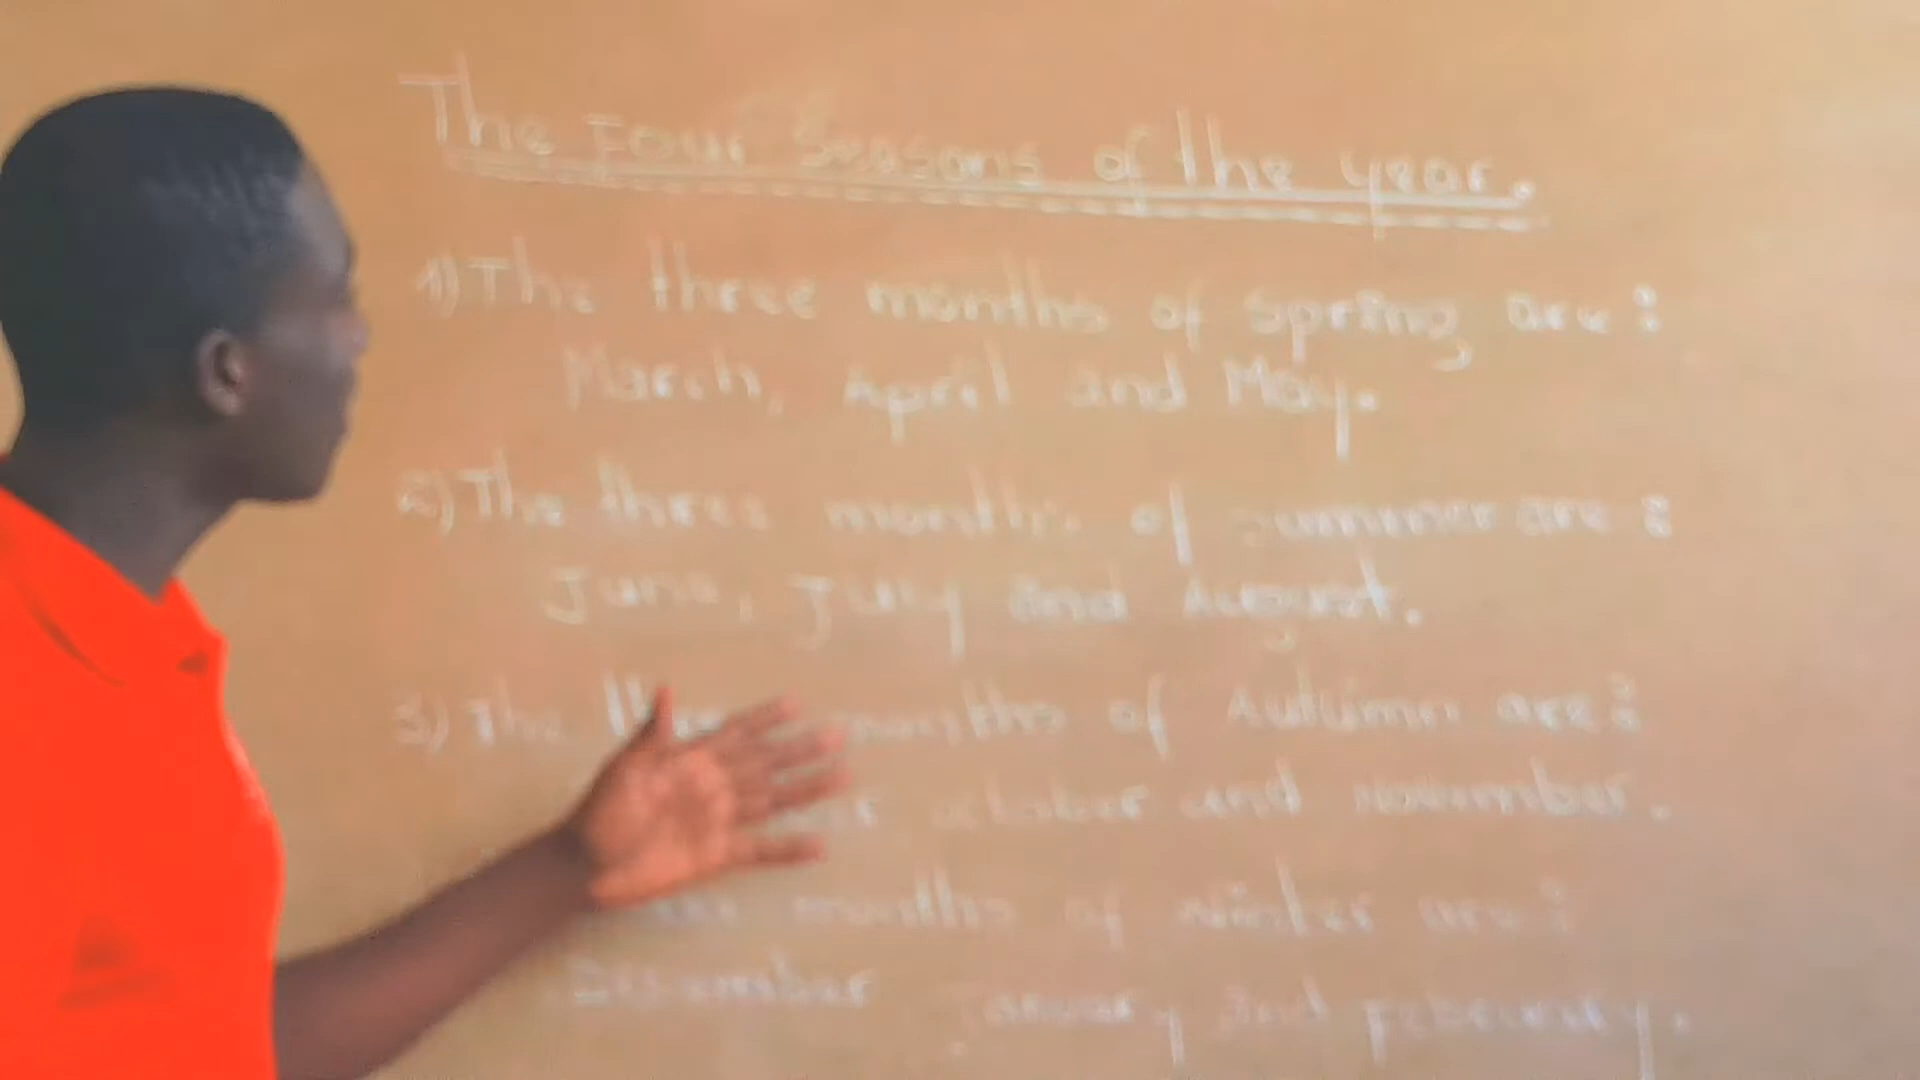 The Four Seasons of the year.
1) The three months of Spring are:
March, April and May.
2) The three months of summer are:
June, July and August.
3) The three months of Autumn are:
october and november.
months of winter are:
December January and February.